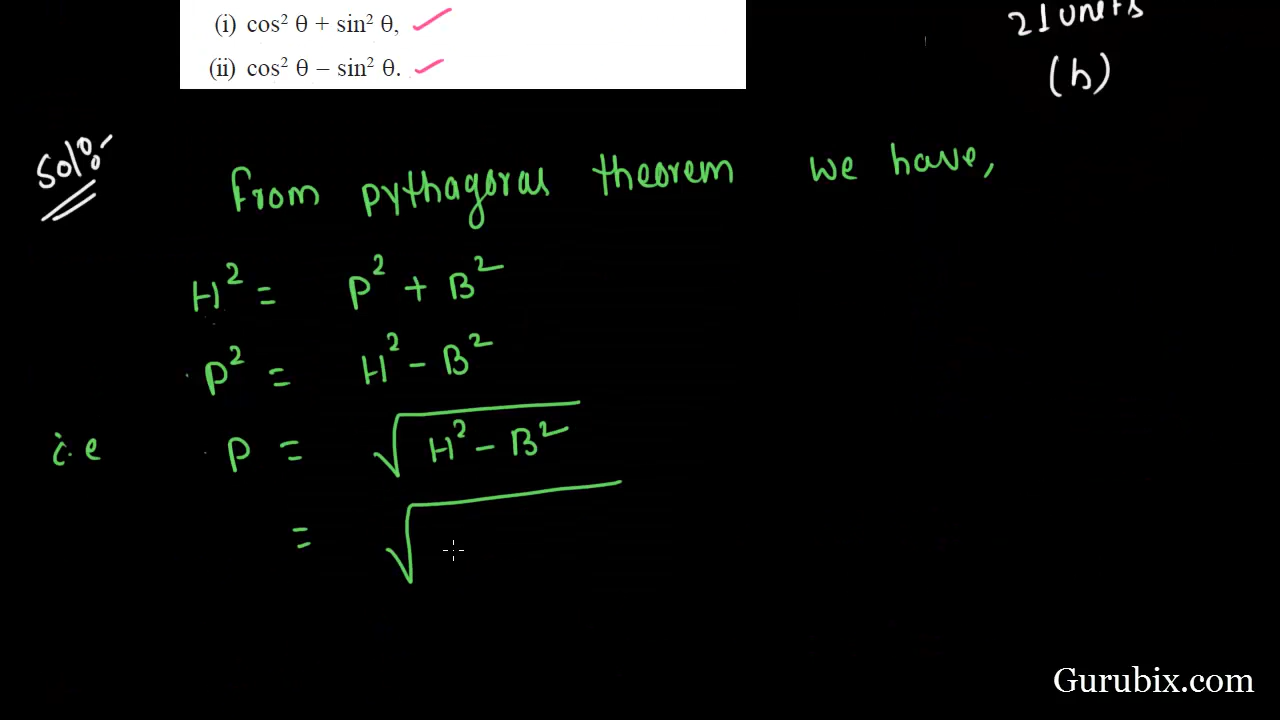 (i) cos² θ + sin² θ,
(ii) cos² θ – sin² θ.
21 units
(b)
Solⁿ:-
From pythagoras theorem we have,
H² = P² + B²
P² = H² - B²
i.e P = √(H² - B²)
= √
Gurubix.com